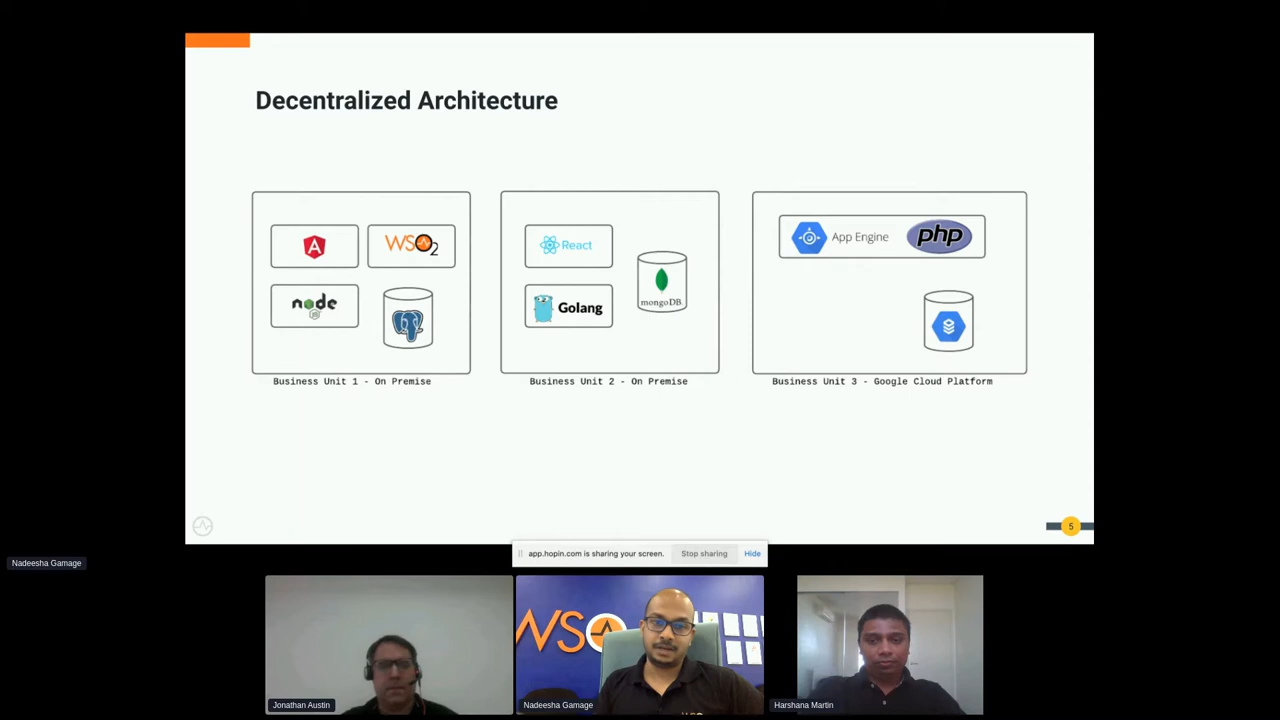 Decentralized Architecture
WSO2
node
JS
React
Golang
mongoDB
App Engine
php
Business Unit 1 - On Premise
Business Unit 2 - On Premise
Business Unit 3 - Google Cloud Platform
5
app.hopin.com is sharing your screen.
Stop sharing
Hide
Nadeesha Gamage
WSO
Jonathan Austin
Nadeesha Gamage
Harshana Martin